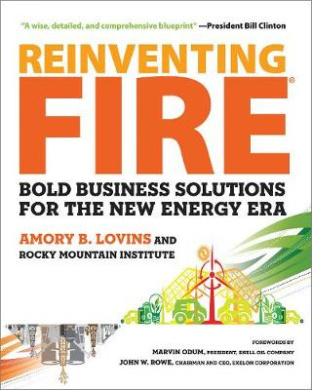 "A wise, detailed, and comprehensive blueprint" —President Bill Clinton
REINVENTING
FIRE®
BOLD BUSINESS SOLUTIONS
FOR THE NEW ENERGY ERA
AMORY B. LOVINS AND
ROCKY MOUNTAIN INSTITUTE
FOREWORDS BY
MARVIN ODUM, PRESIDENT, SHELL OIL COMPANY
JOHN W. ROWE, CHAIRMAN AND CEO, EXELON CORPORATION